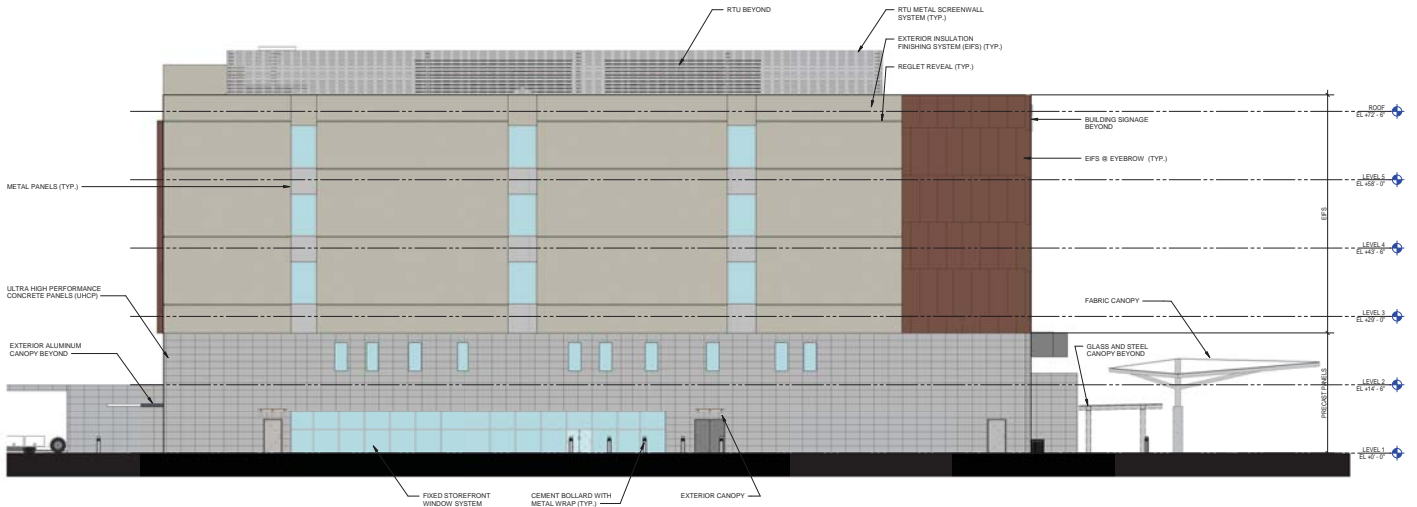 RTU BEYOND
RTU METAL SCREENWALL
SYSTEM (TYP.)
EXTERIOR INSULATION
FINISHING SYSTEM (EIFS) (TYP.)
REGLET REVEAL (TYP.)
ROOF
EL +72' - 6"
BUILDING SIGNAGE
BEYOND
EIFS @ EYEBROW (TYP.)
METAL PANELS (TYP.)
LEVEL 5
EL +58' - 0"
EIFS
LEVEL 4
EL +43' - 6"
ULTRA HIGH PERFORMANCE
CONCRETE PANELS (UHCP)
FABRIC CANOPY
LEVEL 3
EL +29' - 0"
EXTERIOR ALUMINUM
CANOPY BEYOND
GLASS AND STEEL
CANOPY BEYOND
LEVEL 2
EL +14' - 6"
PRECAST PANELS
LEVEL 1
EL +0' - 0"
FIXED STOREFRONT
WINDOW SYSTEM
CEMENT BOLLARD WITH
METAL WRAP (TYP.)
EXTERIOR CANOPY